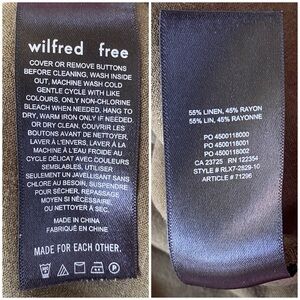 wilfred free
COVER OR REMOVE BUTTONS
BEFORE CLEANING, WASH INSIDE
OUT, MACHINE WASH COLD
GENTLE CYCLE WITH LIKE
COLOURS, ONLY NON-CHLORINE
BLEACH WHEN NEEDED, HANG TO
DRY, WARM IRON ONLY IF NEEDED,
OR DRY CLEAN. COUVRIR LES
BOUTONS AVANT DE NETTOYER,
LAVER À L'ENVERS, LAVER À LA
MACHINE À L'EAU FROIDE AU
CYCLE DÉLICAT AVEC COULEURS
SEMBLABLES, UTILISER
SEULEMENT UN JAVELLISANT SANS
CHLORE AU BESOIN, SUSPENDRE
POUR SÉCHER, REPASSAGE
MOYEN SI NÉCESSAIRE
OU NETTOYER À SEC.
MADE IN CHINA
FABRIQUÉ EN CHINE
MADE FOR EACH OTHER.
55% LINEN, 45% RAYON
55% LIN, 45% RAYONNE
PO 4500118000
PO 4500118001
PO 4500118002
CA 23725 RN 122354
STYLE # RLX7-2829-10
ARTICLE # 71296